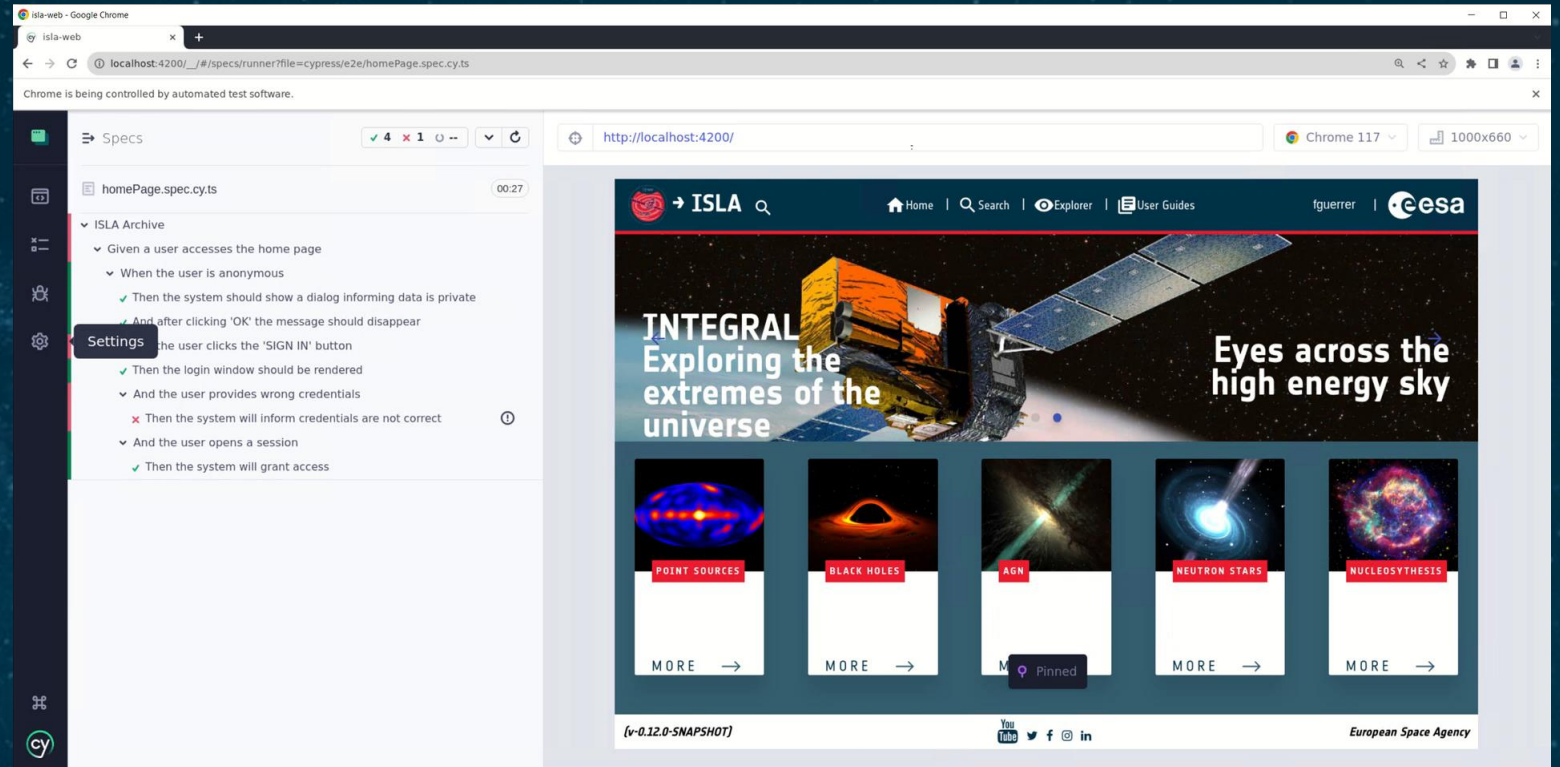 isla-web - Google Chrome
isla-web
localhost:4200/__/#/specs/runner?file=cypress/e2e/homePage.spec.cy.ts
Chrome is being controlled by automated test software.
Specs
4 1 --
homePage.spec.cy.ts
00:27
ISLA Archive
Given a user accesses the home page
When the user is anonymous
Then the system should show a dialog informing data is private
And after clicking 'OK' the message should disappear
Settings
the user clicks the 'SIGN IN' button
Then the login window should be rendered
And the user provides wrong credentials
Then the system will inform credentials are not correct
And the user opens a session
Then the system will grant access
cy
http://localhost:4200/
Chrome 117
1000x660
ISLA
Home | Search | Explorer | User Guides
fguerrer | esa
INTEGRAL
Exploring the
extremes of the
universe
Eyes across the
high energy sky
POINT SOURCES
BLACK HOLES
AGN
NEUTRON STARS
NUCLEOSYTHESIS
MORE
MORE
M
Pinned
MORE
MORE
(v-0.12.0-SNAPSHOT)
You
Tube
European Space Agency